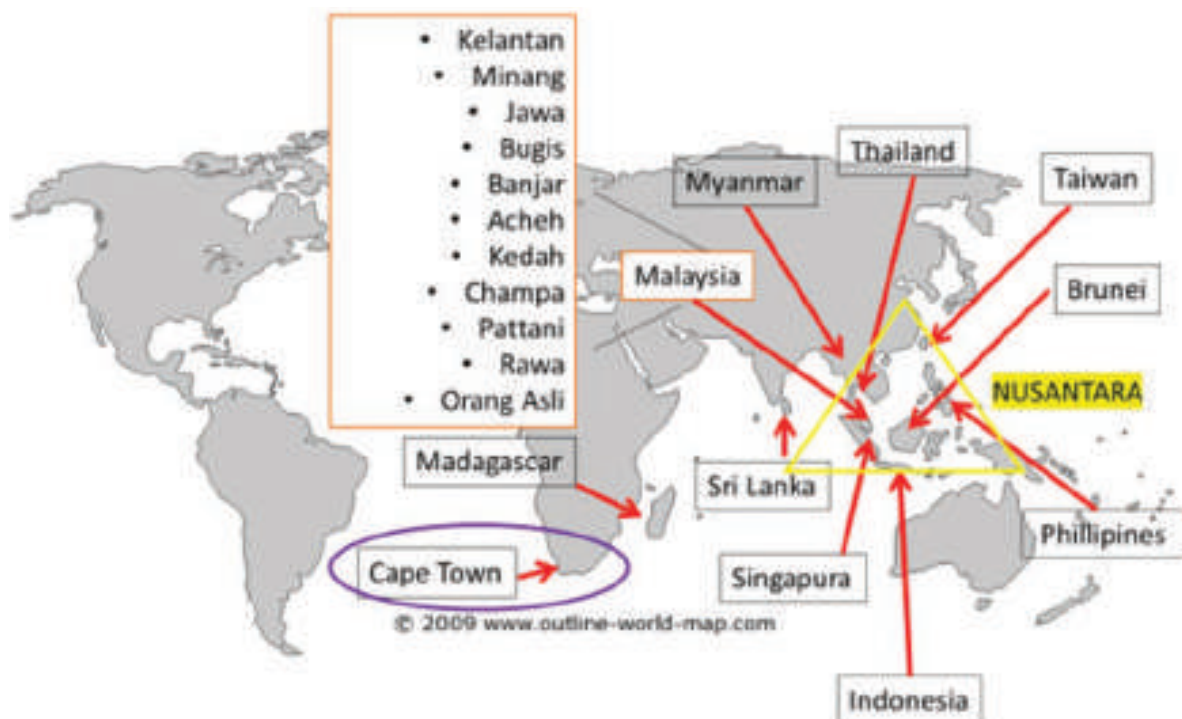 • Kelantan
• Minang
• Jawa
• Bugis
• Banjar
• Acheh
• Kedah
• Champa
• Pattani
• Rawa
• Orang Asli
Thailand
Myanmar
Taiwan
Malaysia
Brunei
NUSANTARA
Madagascar
Sri Lanka
Phillipines
Cape Town
Singapura
© 2009 www.outline-world-map.com
Indonesia